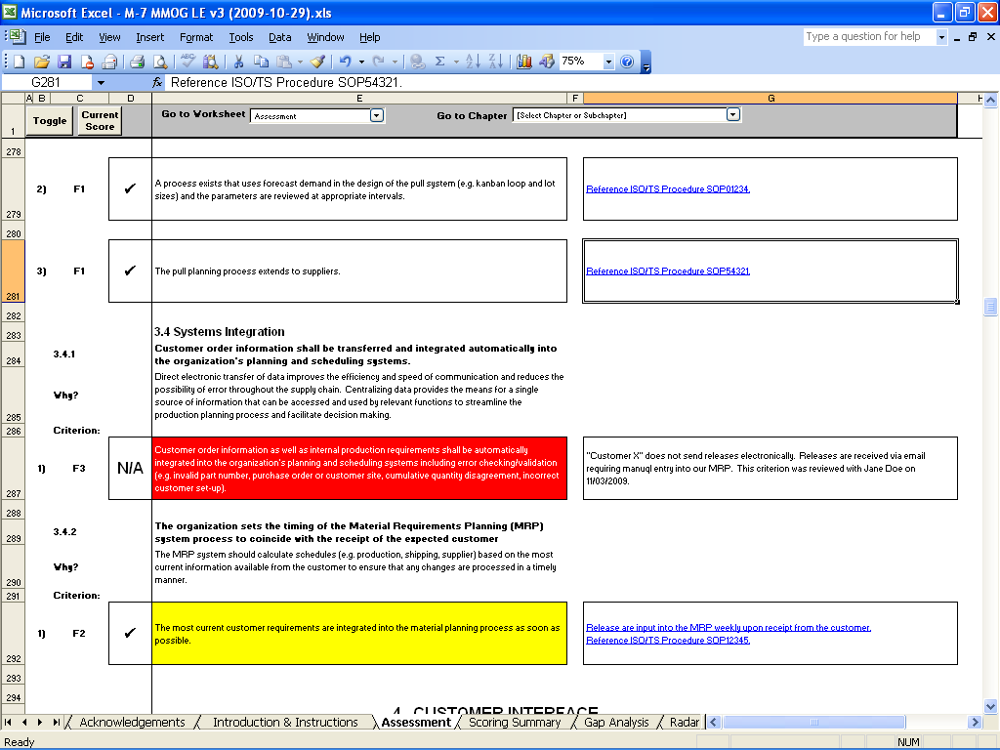 Microsoft Excel - M-7 MMOG LE v3 (2009-10-29).xls
File Edit View Insert Format Tools Data Window Help
Type a question for help
75%
G281
fx Reference ISO/TS Procedure SOP54321.
A B C D E F G H
1
Toggle
Current
Score
Go to Worksheet
Assessment
Go to Chapter
[Select Chapter or Subchapter]
278
279
2) F1 ✓
A process exists that uses forecast demand in the design of the pull system (e.g. kanban loop and lot
sizes) and the parameters are reviewed at appropriate intervals.
Reference ISO/TS Procedure SOP01234.
280
281
3) F1 ✓
The pull planning process extends to suppliers.
Reference ISO/TS Procedure SOP54321.
282
283
3.4 Systems Integration
284
3.4.1
Customer order information shall be transferred and integrated automatically into
the organization's planning and scheduling systems.
285
Why?
Direct electronic transfer of data improves the efficiency and speed of communication and reduces the
possibility of error throughout the supply chain. Centralizing data provides the means for a single
source of information that can be accessed and used by relevant functions to streamline the
production planning process and facilitate decision making.
286
Criterion:
287
1) F3 N/A
Customer order information as well as internal production requirements shall be automatically
integrated into the organization's planning and scheduling systems including error checking/validation
(e.g. invalid part number, purchase order or customer site, cumulative quantity disagreement, incorrect
customer set-up).
"Customer X" does not send releases electronically. Releases are received via email
requiring manuql entry into our MRP. This criterion was reviewed with Jane Doe on
11/03/2009.
288
289
3.4.2
The organization sets the timing of the Material Requirements Planning (MRP)
system process to coincide with the receipt of the expected customer
290
Why?
The MRP system should calculate schedules (e.g. production, shipping, supplier) based on the most
current information available from the customer to ensure that any changes are processed in a timely
manner.
291
Criterion:
292
1) F2 ✓
The most current customer requirements are integrated into the material planning process as soon as
possible.
Release are input into the MRP weekly upon receipt from the customer.
Reference ISO/TS Procedure SOP12345.
293
294
4. CUSTOMER INTERFACE
Acknowledgements Introduction & Instructions Assessment Scoring Summary Gap Analysis Radar
Ready
NUM